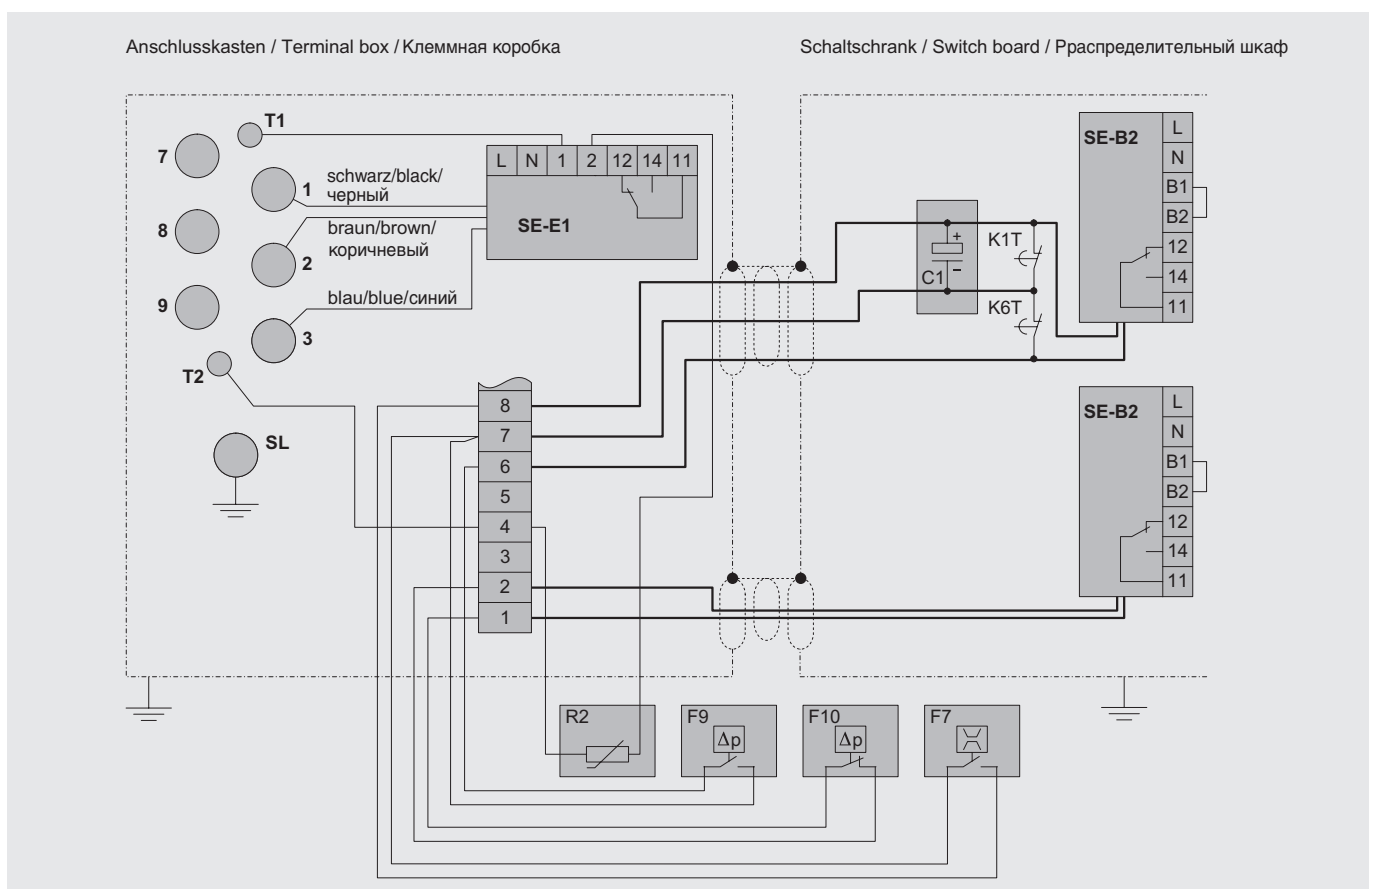 Anschlusskasten / Terminal box / Клеммная коробка
Schaltschrank / Switch board / Ррраспределительный шкаф
T1
7
1
schwarz/black/
черный
8
2
braun/brown/
коричневый
9
3
blau/blue/синий
T2
SL
L N 1 2 12 14 11
SE-E1
8
7
6
5
4
3
2
1
C1
+
–
K1T
K6T
SE-B2
L
N
B1
B2
12
14
11
SE-B2
L
N
B1
B2
12
14
11
R2
F9
Δp
F10
Δp
F7